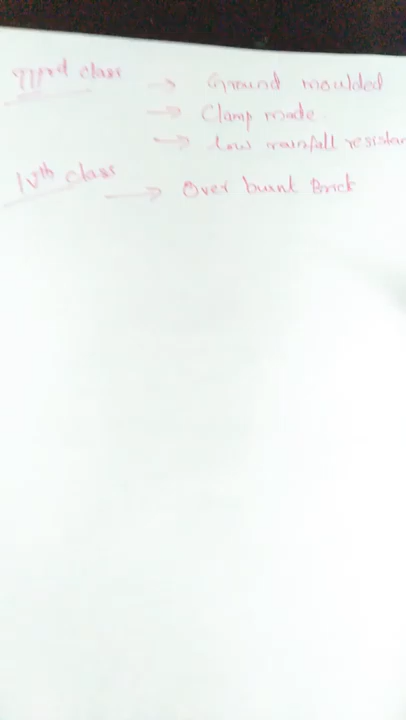 IIIrd class → Ground moulded
→ Clamp made
→ Low rainfall
IVth class → Over burnt Brick